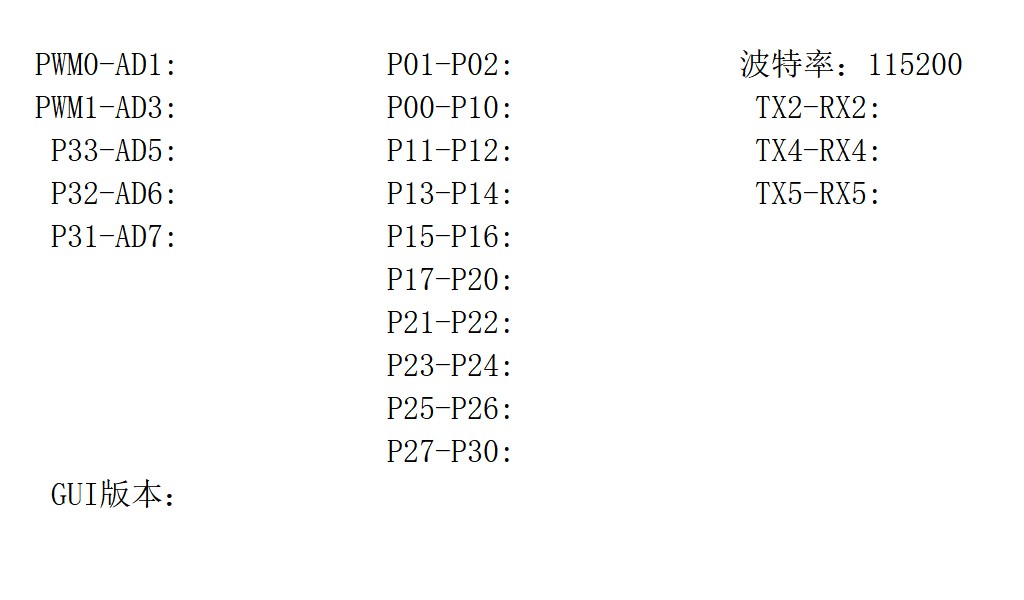 PWM0-AD1: P01-P02: 波特率：115200
PWM1-AD3: P00-P10: TX2-RX2:
P33-AD5: P11-P12: TX4-RX4:
P32-AD6: P13-P14: TX5-RX5:
P31-AD7: P15-P16:
P17-P20:
P21-P22:
P23-P24:
P25-P26:
P27-P30:
GUI版本：